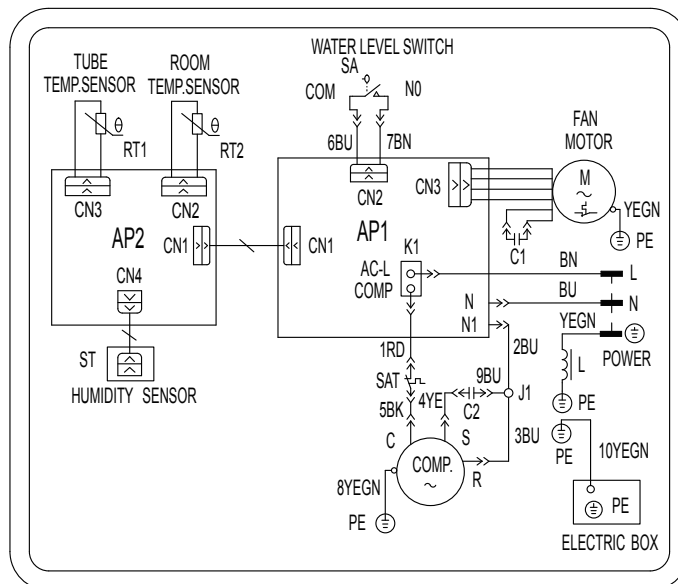 WATER LEVEL SWITCH
SA
COM
N0
6BU
7BN
TUBE
TEMP.SENSOR
RT1
θ
ROOM
TEMP.SENSOR
RT2
θ
FAN
MOTOR
M
~
YEGN
PE
C1
CN3
CN2
AP2
CN1
CN4
ST
HUMIDITY SENSOR
CN2
CN3
CN1
AP1
K1
AC-L
COMP
N
N1
BN
L
BU
N
YEGN
POWER
L
PE
1RD
SAT
5BK
4YE
9BU
C2
2BU
J1
3BU
C
S
R
COMP.
~
8YEGN
PE
PE
10YEGN
PE
ELECTRIC BOX